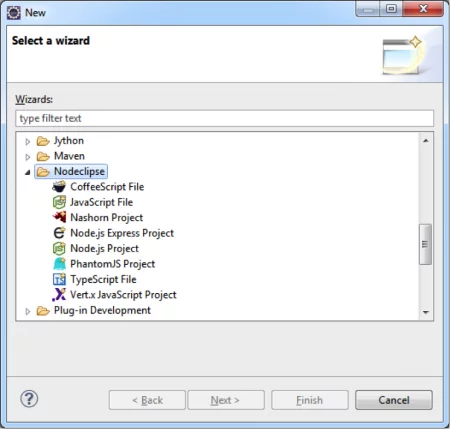 New
Select a wizard
Wizards:
type filter text
Jython
Maven
Nodeclipse
CoffeeScript File
JavaScript File
Nashorn Project
Node.js Express Project
Node.js Project
PhantomJS Project
TypeScript File
Vert.x JavaScript Project
Plug-in Development
< Back Next > Finish Cancel